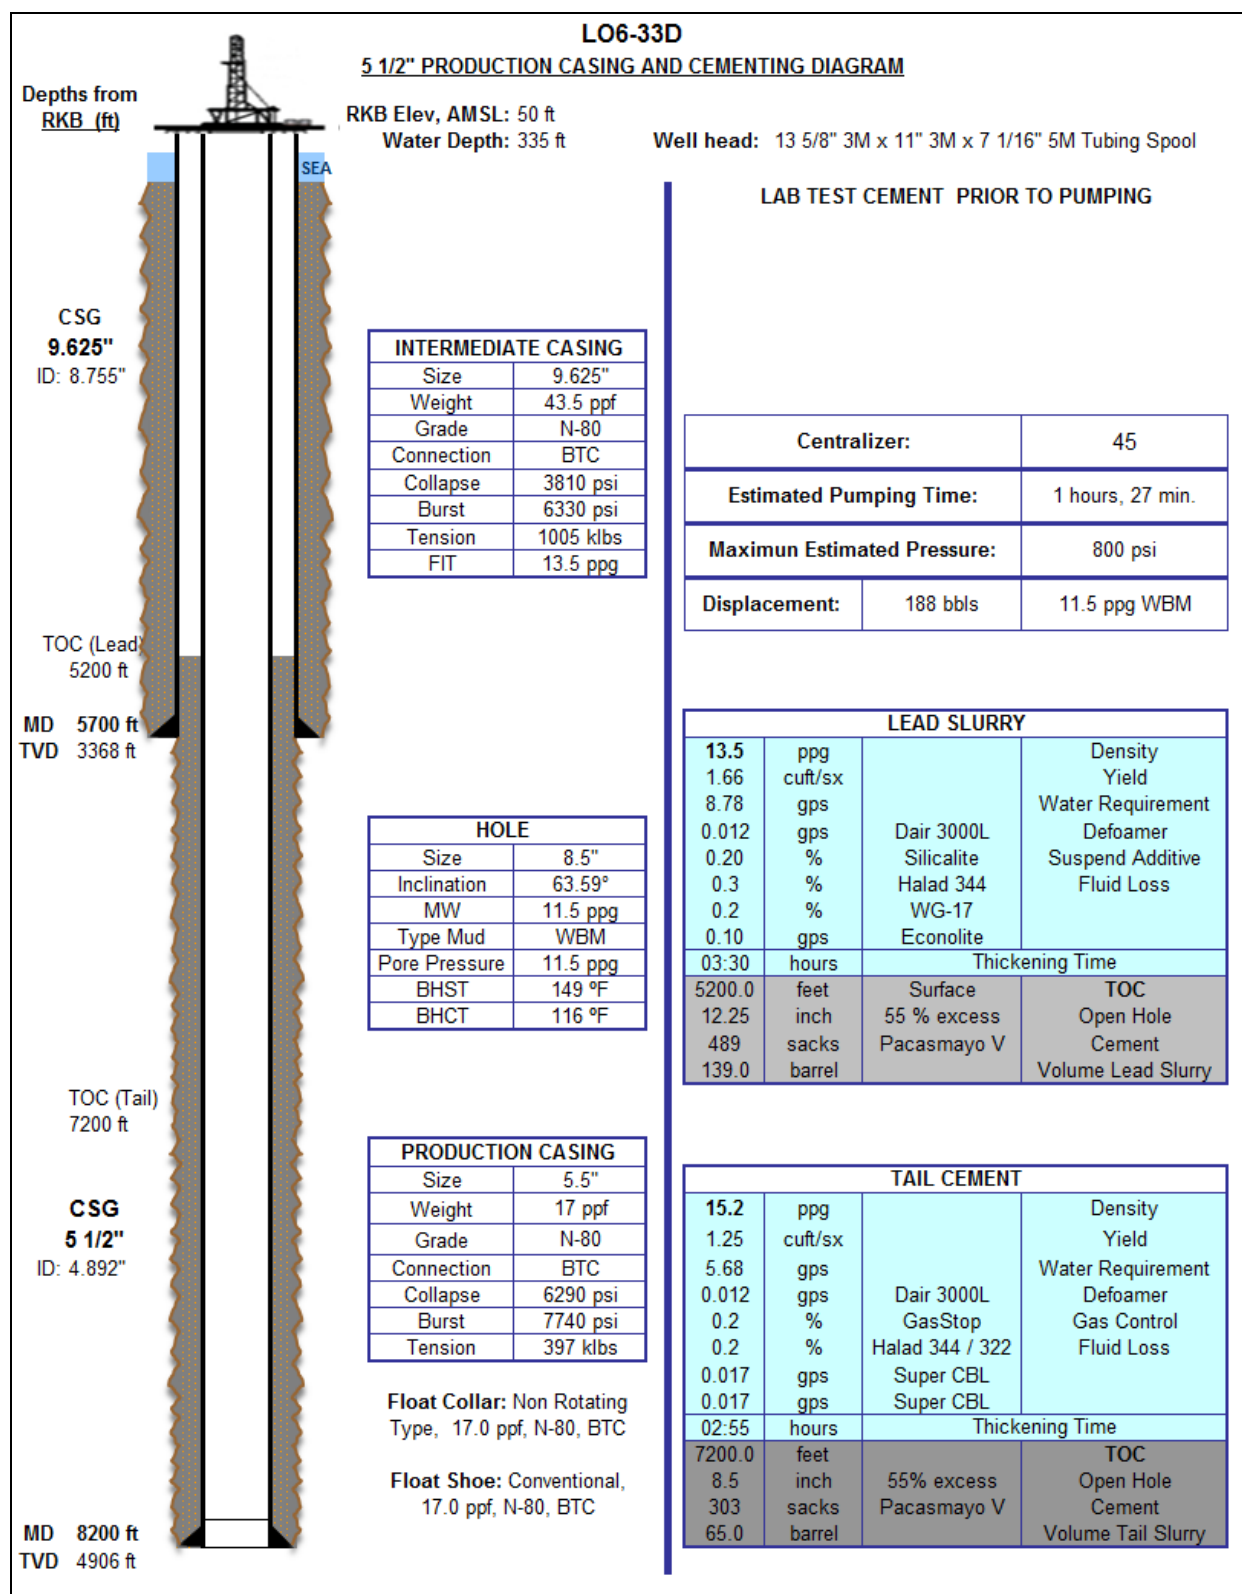 LO6-33D
5 1/2" PRODUCTION CASING AND CEMENTING DIAGRAM
Depths from
RKB (ft)
RKB Elev, AMSL: 50 ft
Water Depth: 335 ft
Well head: 13 5/8" 3M x 11" 3M x 7 1/16" 5M Tubing Spool
SEA
CSG
9.625"
ID: 8.755"
TOC (Lead)
5200 ft
MD 5700 ft
TVD 3368 ft
TOC (Tail)
7200 ft
CSG
5 1/2"
ID: 4.892"
MD 8200 ft
TVD 4906 ft
INTERMEDIATE CASING
Size 9.625"
Weight 43.5 ppf
Grade N-80
Connection BTC
Collapse 3810 psi
Burst 6330 psi
Tension 1005 klbs
FIT 13.5 ppg
HOLE
Size 8.5"
Inclination 63.59º
MW 11.5 ppg
Type Mud WBM
Pore Pressure 11.5 ppg
BHST 149 ºF
BHCT 116 ºF
PRODUCTION CASING
Size 5.5"
Weight 17 ppf
Grade N-80
Connection BTC
Collapse 6290 psi
Burst 7740 psi
Tension 397 klbs
Float Collar: Non Rotating
Type, 17.0 ppf, N-80, BTC
Float Shoe: Conventional,
17.0 ppf, N-80, BTC
LAB TEST CEMENT PRIOR TO PUMPING
Centralizer: 45
Estimated Pumping Time: 1 hours, 27 min.
Maximun Estimated Pressure: 800 psi
Displacement: 188 bbls 11.5 ppg WBM
LEAD SLURRY
13.5 ppg Density
1.66 cuft/sx Yield
8.78 gps Water Requirement
0.012 gps Dair 3000L Defoamer
0.20 % Silicalite Suspend Additive
0.3 % Halad 344 Fluid Loss
0.2 % WG-17
0.10 gps Econolite
03:30 hours Thickening Time
5200.0 feet Surface TOC
12.25 inch 55 % excess Open Hole
489 sacks Pacasmayo V Cement
139.0 barrel Volume Lead Slurry
TAIL CEMENT
15.2 ppg Density
1.25 cuft/sx Yield
5.68 gps Water Requirement
0.012 gps Dair 3000L Defoamer
0.2 % GasStop Gas Control
0.2 % Halad 344 / 322 Fluid Loss
0.017 gps Super CBL
0.017 gps Super CBL
02:55 hours Thickening Time
7200.0 feet TOC
8.5 inch 55% excess Open Hole
303 sacks Pacasmayo V Cement
65.0 barrel Volume Tail Slurry